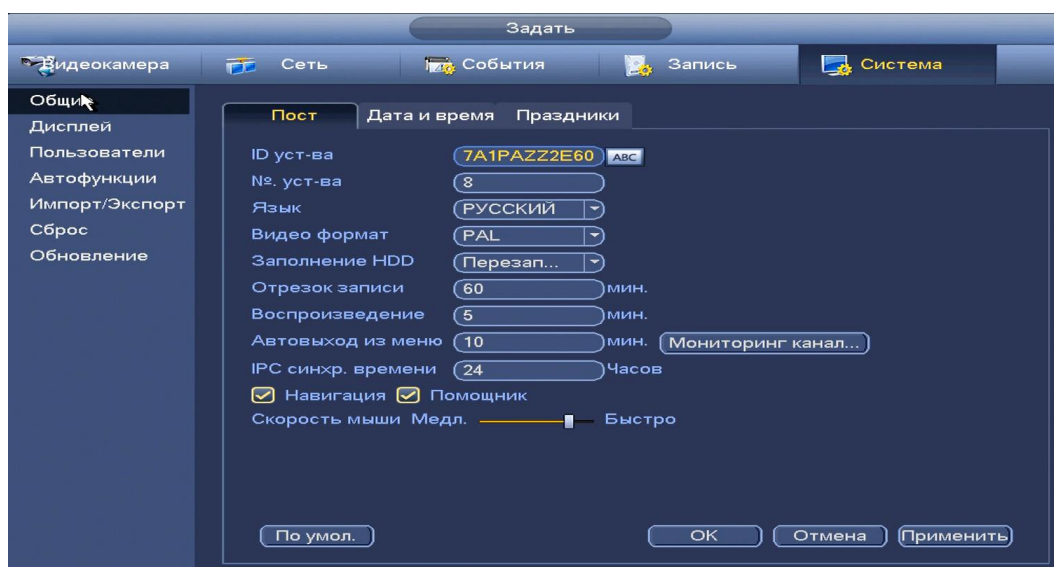 Задать
Видеокамера
Сеть
События
Запись
Система
Общие
Дисплей
Пользователи
Автофункции
Импорт/Экспорт
Сброс
Обновление
Пост
Дата и время
Праздники
ID уст-ва 7A1PAZZ2E60 ABC
№. уст-ва 8
Язык РУССКИЙ
Видео формат PAL
Заполнение HDD Перезап...
Отрезок записи 60 мин.
Воспроизведение 5 мин.
Автовыход из меню 10 мин. Мониторинг канал...
IPC синхр. времени 24 Часов
Навигация Помощник
Скорость мыши Медл. Быстро
По умол.
OK
Отмена
Применить